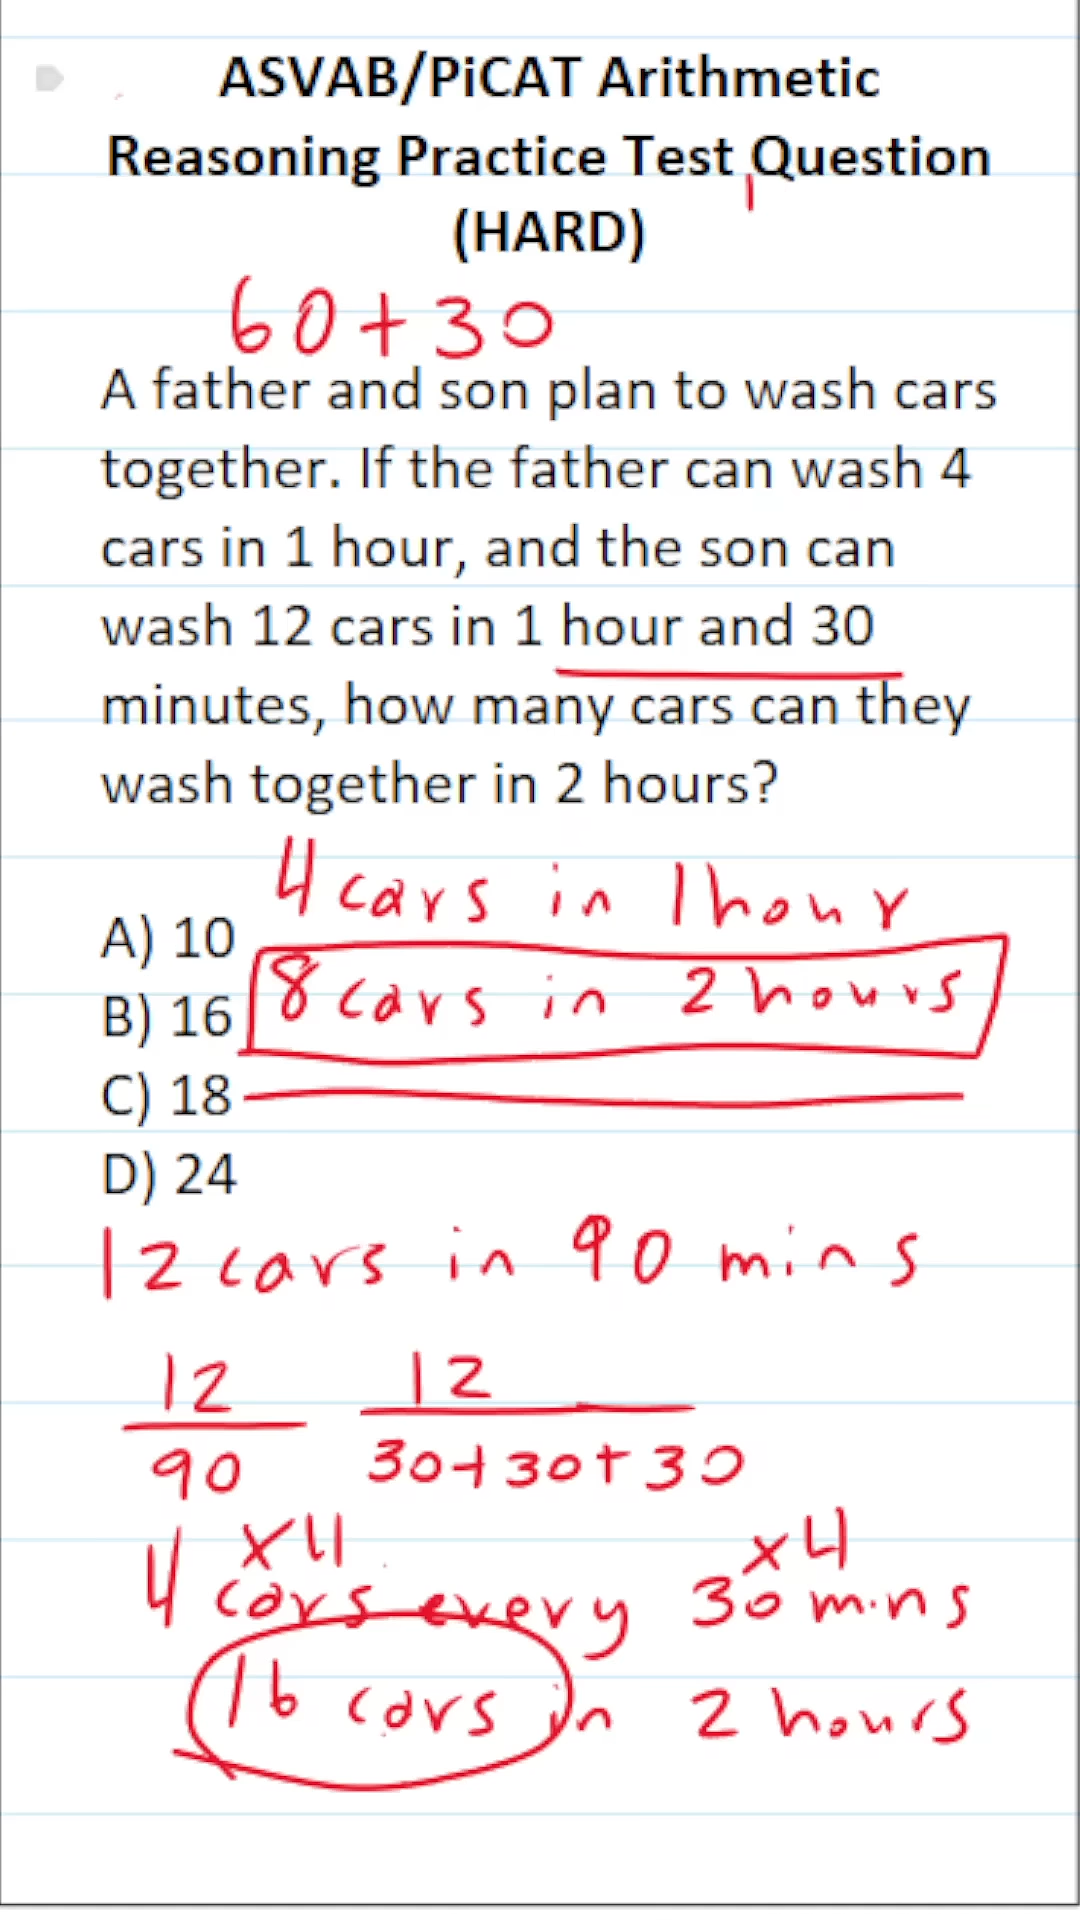 ASVAB/PiCAT Arithmetic
Reasoning Practice Test Question
(HARD)
60+30
A father and son plan to wash cars
together. If the father can wash 4
cars in 1 hour, and the son can
wash 12 cars in 1 hour and 30
minutes, how many cars can they
wash together in 2 hours?
4 cars in 1 hour
A) 10
8 cars in 2 hours
B) 16
C) 18
D) 24
12 cars in 90 mins
12 12
90 30+30+30
x4 x4
4 cars every 30 mins
16 cars in 2 hours